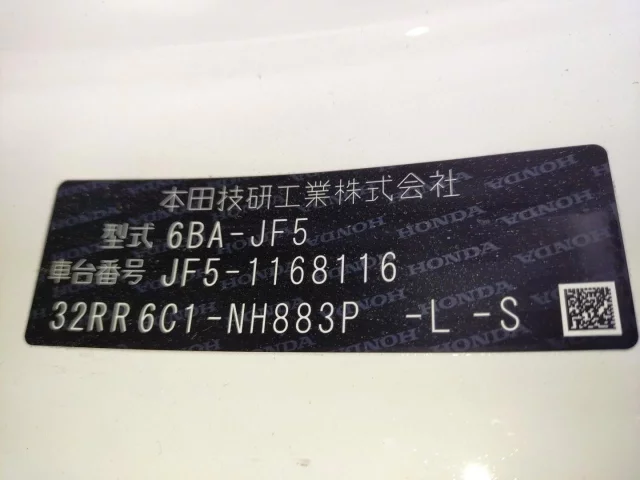 本田技研工業株式会社
型式 6BA-JF5
車台番号 JF5-1168116
32RR6C1-NH883P -L -S